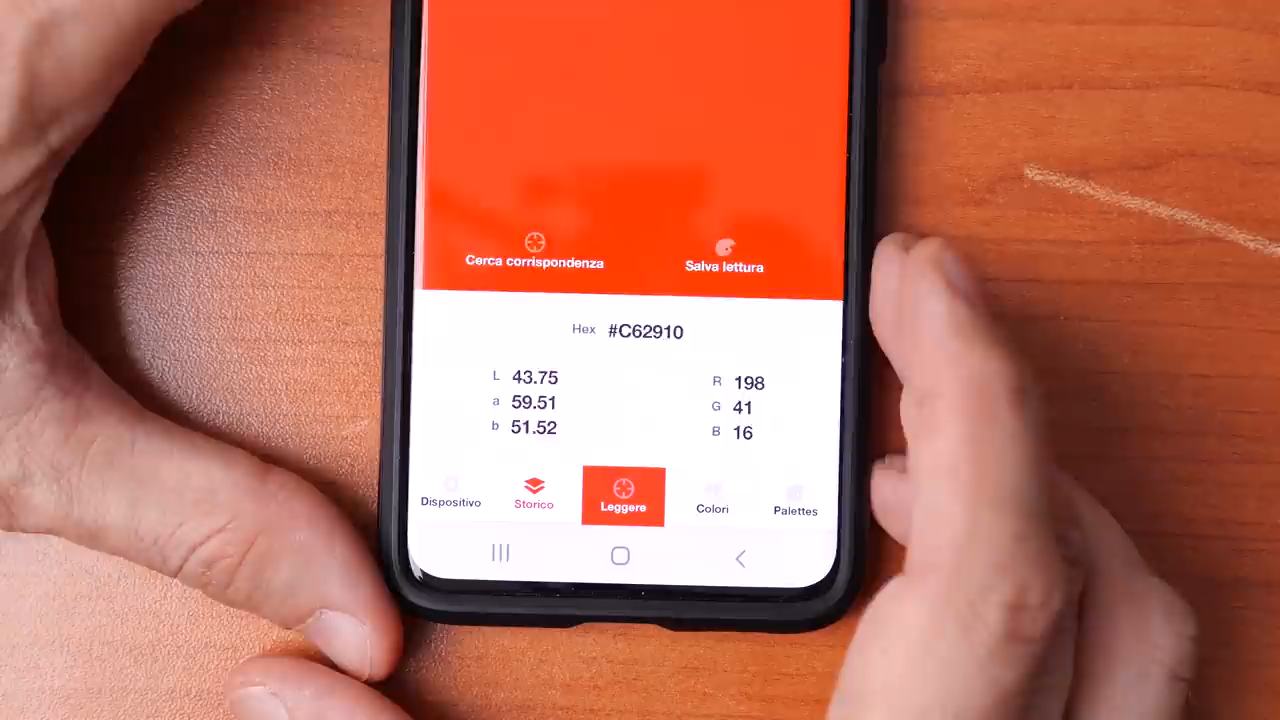 Cerca corrispondenza
Salva lettura
Hex #C62910
L 43.75
a 59.51
b 51.52
R 198
G 41
B 16
Dispositivo
Storico
Leggere
Colori
Palettes